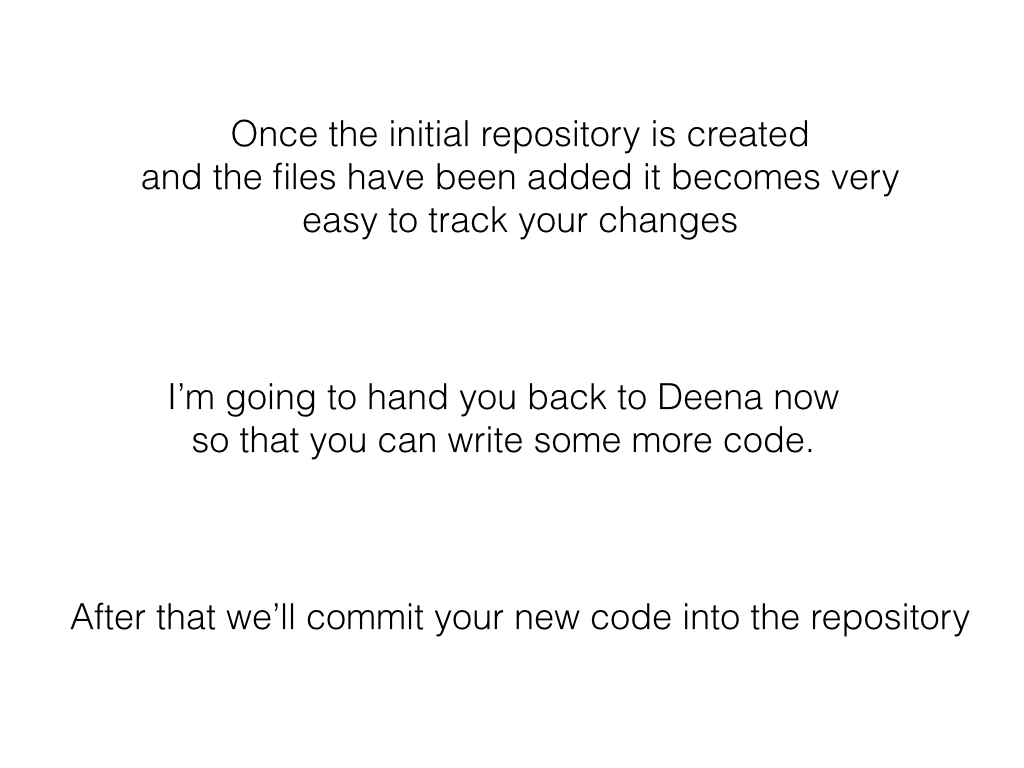 Once the initial repository is created
and the files have been added it becomes very
easy to track your changes
I’m going to hand you back to Deena now
so that you can write some more code.
After that we’ll commit your new code into the repository